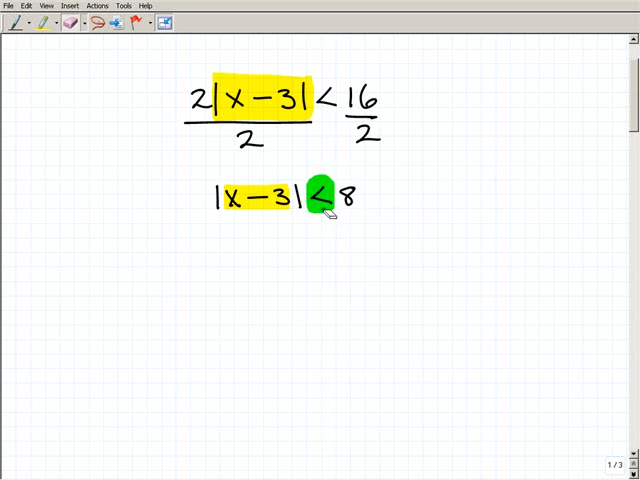 File Edit View Insert Actions Tools Help
2|x-3| < 16
2 2
|x-3| < 8
1/3